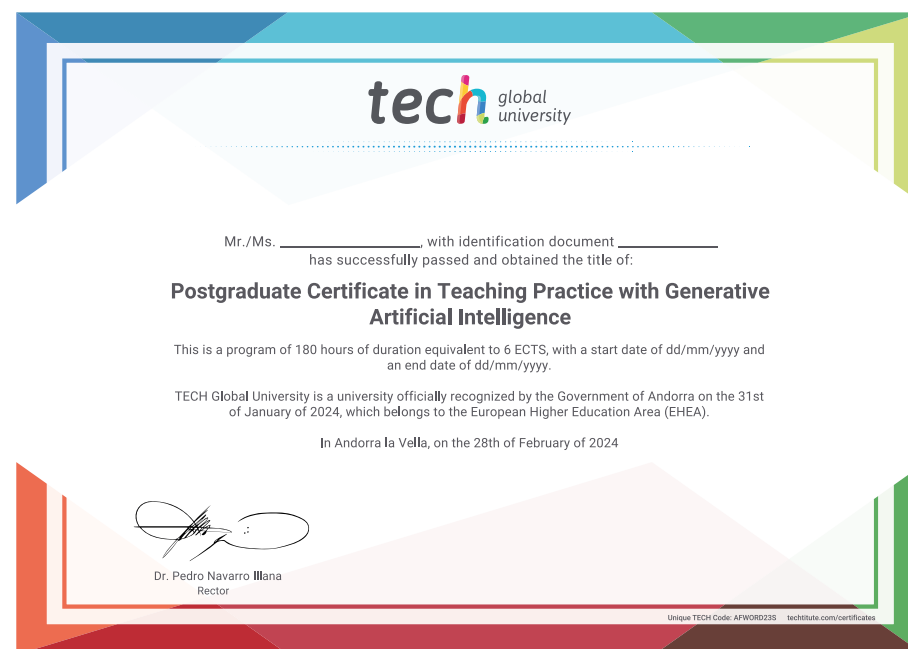 tech global university
Mr./Ms. ____________________, with identification document ______________
has successfully passed and obtained the title of:
Postgraduate Certificate in Teaching Practice with Generative
Artificial Intelligence
This is a program of 180 hours of duration equivalent to 6 ECTS, with a start date of dd/mm/yyyy and
an end date of dd/mm/yyyy.
TECH Global University is a university officially recognized by the Government of Andorra on the 31st
of January of 2024, which belongs to the European Higher Education Area (EHEA).
In Andorra la Vella, on the 28th of February of 2024
Dr. Pedro Navarro Illana
Rector
Unique TECH Code: AFWORD23S techtitute.com/certificates